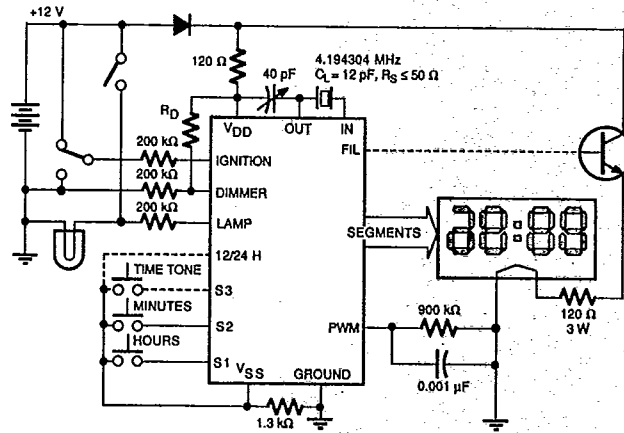 +12 V
120 Ω
40 pF
4.194304 MHz
CL = 12 pF, RS ≤ 50 Ω
RD
VDD
OUT
IN
200 kΩ
IGNITION
FIL
200 kΩ
DIMMER
200 kΩ
LAMP
SEGMENTS
12/24 H
TIME TONE
S3
MINUTES
S2
PWM
900 kΩ
120 Ω
3 W
HOURS
S1
VSS
GROUND
0.001 µF
1.3 kΩ